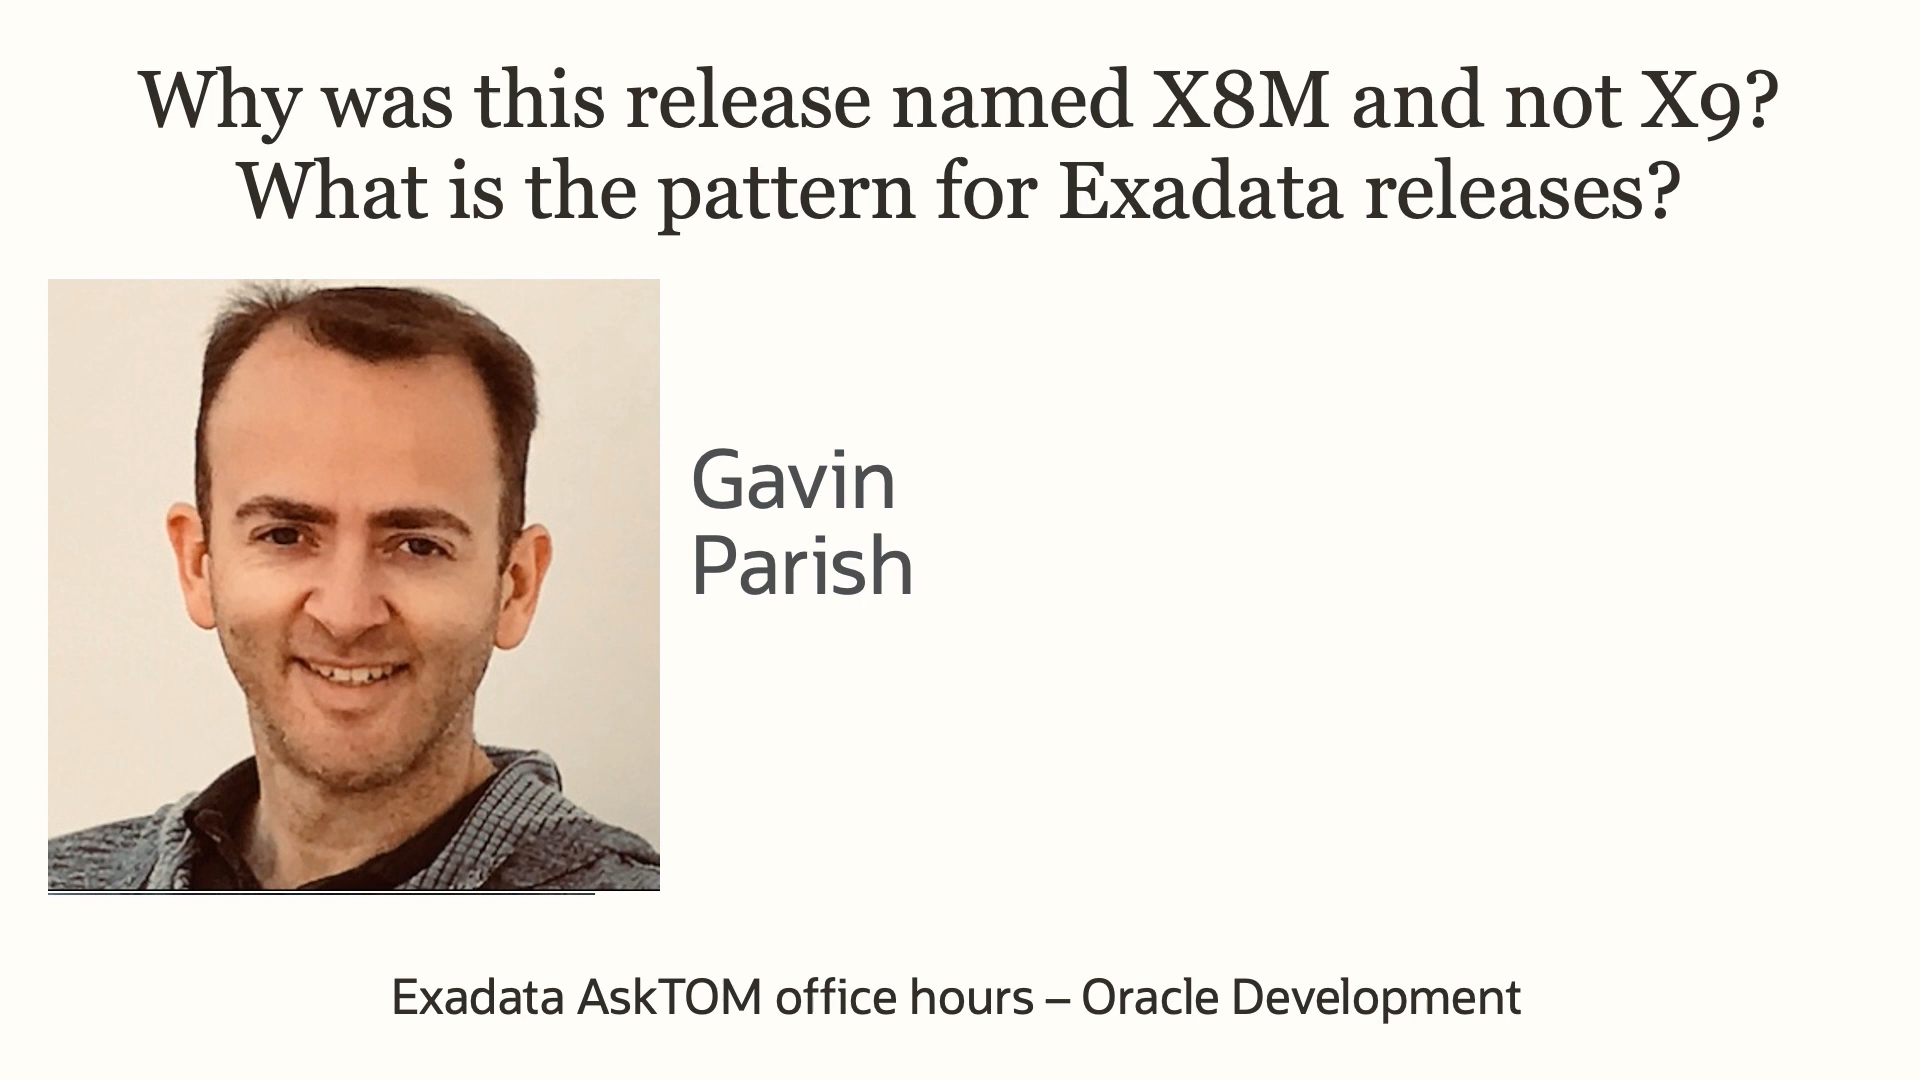 Why was this release named X8M and not X9?
What is the pattern for Exadata releases?
Gavin
Parish
Exadata AskTOM office hours – Oracle Development